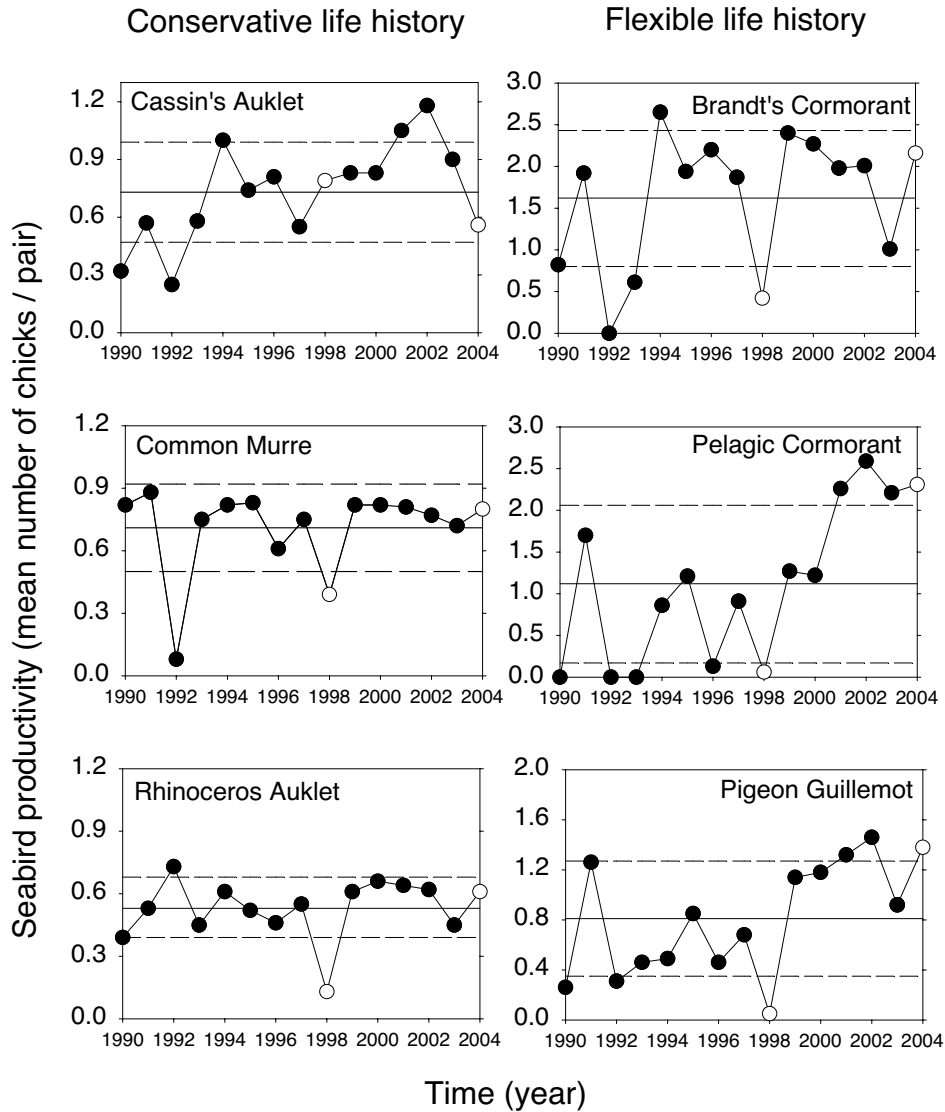 Conservative life history
Flexible life history
Seabird productivity (mean number of chicks / pair)
Cassin's Auklet
1.2
0.9
0.6
0.3
0.0
1990 1992 1994 1996 1998 2000 2002 2004
Brandt's Cormorant
3.0
2.5
2.0
1.5
1.0
0.5
0.0
1990 1992 1994 1996 1998 2000 2002 2004
Common Murre
1.2
0.9
0.6
0.3
0.0
1990 1992 1994 1996 1998 2000 2002 2004
Pelagic Cormorant
3.0
2.5
2.0
1.5
1.0
0.5
0.0
1990 1992 1994 1996 1998 2000 2002 2004
Rhinoceros Auklet
1.2
0.9
0.6
0.3
0.0
1990 1992 1994 1996 1998 2000 2002 2004
Pigeon Guillemot
2.0
1.6
1.2
0.8
0.4
0.0
1990 1992 1994 1996 1998 2000 2002 2004
Time (year)